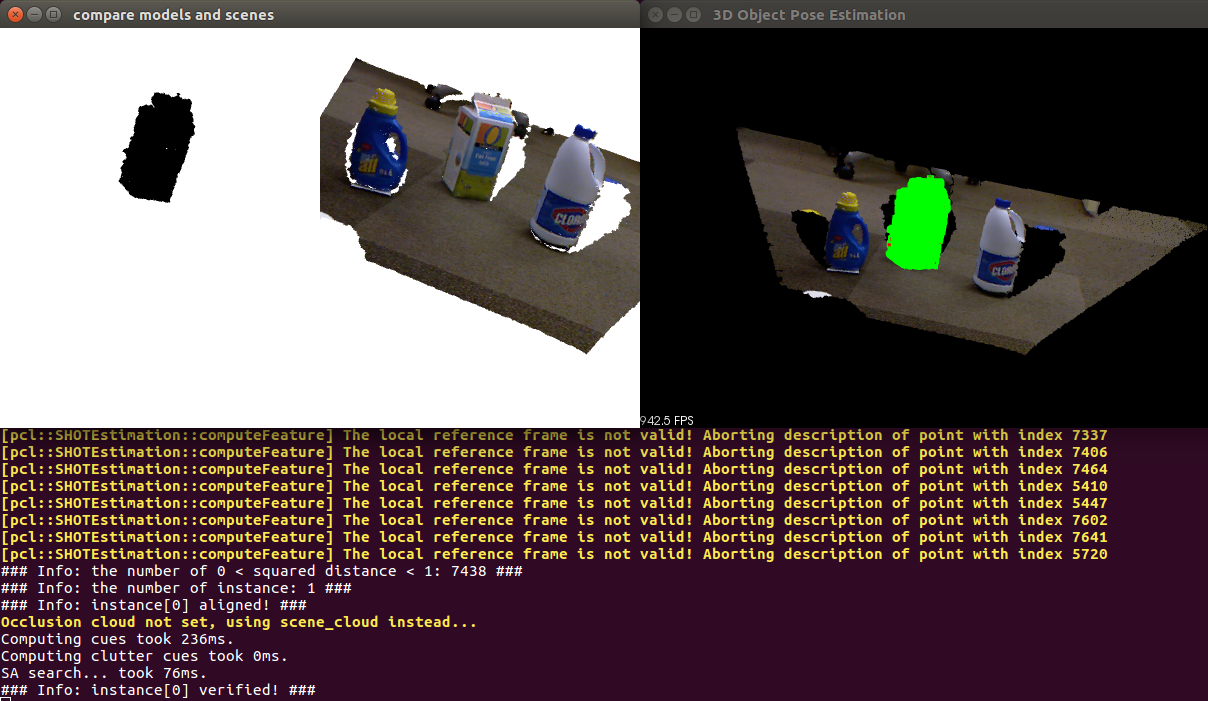 compare models and scenes
3D Object Pose Estimation
all
all
CLORO
CLORO
942.5 FPS
[pcl::SHOTEstimation::computeFeature] The local reference frame is not valid! Aborting description of point with index 7337
[pcl::SHOTEstimation::computeFeature] The local reference frame is not valid! Aborting description of point with index 7406
[pcl::SHOTEstimation::computeFeature] The local reference frame is not valid! Aborting description of point with index 7464
[pcl::SHOTEstimation::computeFeature] The local reference frame is not valid! Aborting description of point with index 5410
[pcl::SHOTEstimation::computeFeature] The local reference frame is not valid! Aborting description of point with index 5447
[pcl::SHOTEstimation::computeFeature] The local reference frame is not valid! Aborting description of point with index 7602
[pcl::SHOTEstimation::computeFeature] The local reference frame is not valid! Aborting description of point with index 7641
[pcl::SHOTEstimation::computeFeature] The local reference frame is not valid! Aborting description of point with index 5720
### Info: the number of 0 < squared distance < 1: 7438 ###
### Info: the number of instance: 1 ###
### Info: instance[0] aligned! ###
Occlusion cloud not set, using scene_cloud instead...
Computing cues took 236ms.
Computing clutter cues took 0ms.
SA search... took 76ms.
### Info: instance[0] verified! ###